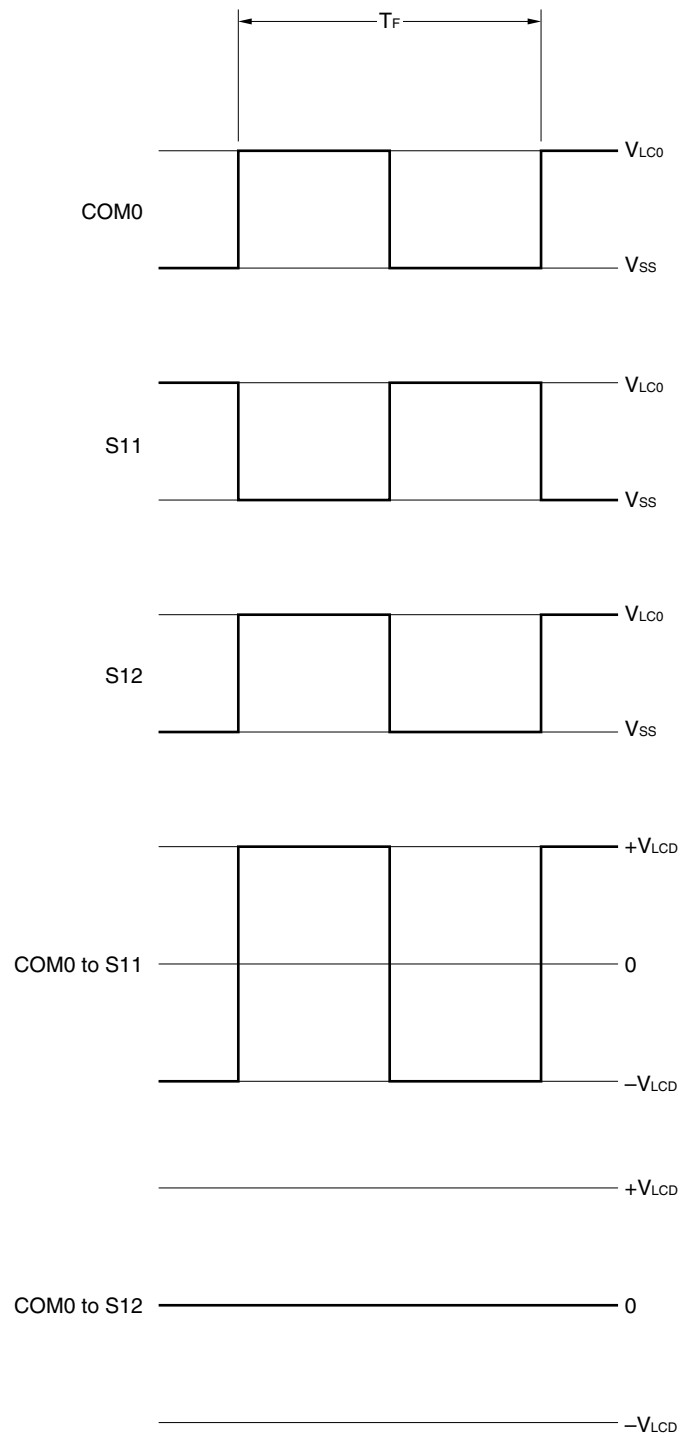 TF
VLC0
COM0
VSS
VLC0
S11
VSS
VLC0
S12
VSS
+VLCD
COM0 to S11
0
–VLCD
+VLCD
COM0 to S12
0
–VLCD